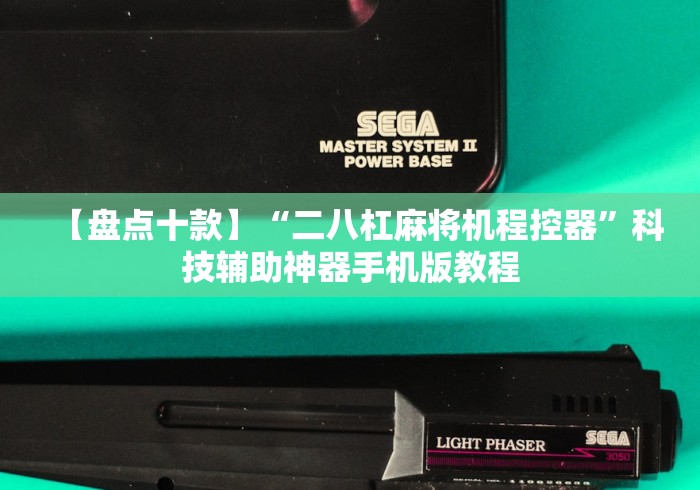 SEGA
MASTER SYSTEM II
POWER BASE
【盘点十款】“二八杠麻将机程控器”科
技辅助神器手机版教程
LIGHT PHASER
SEGA
3050